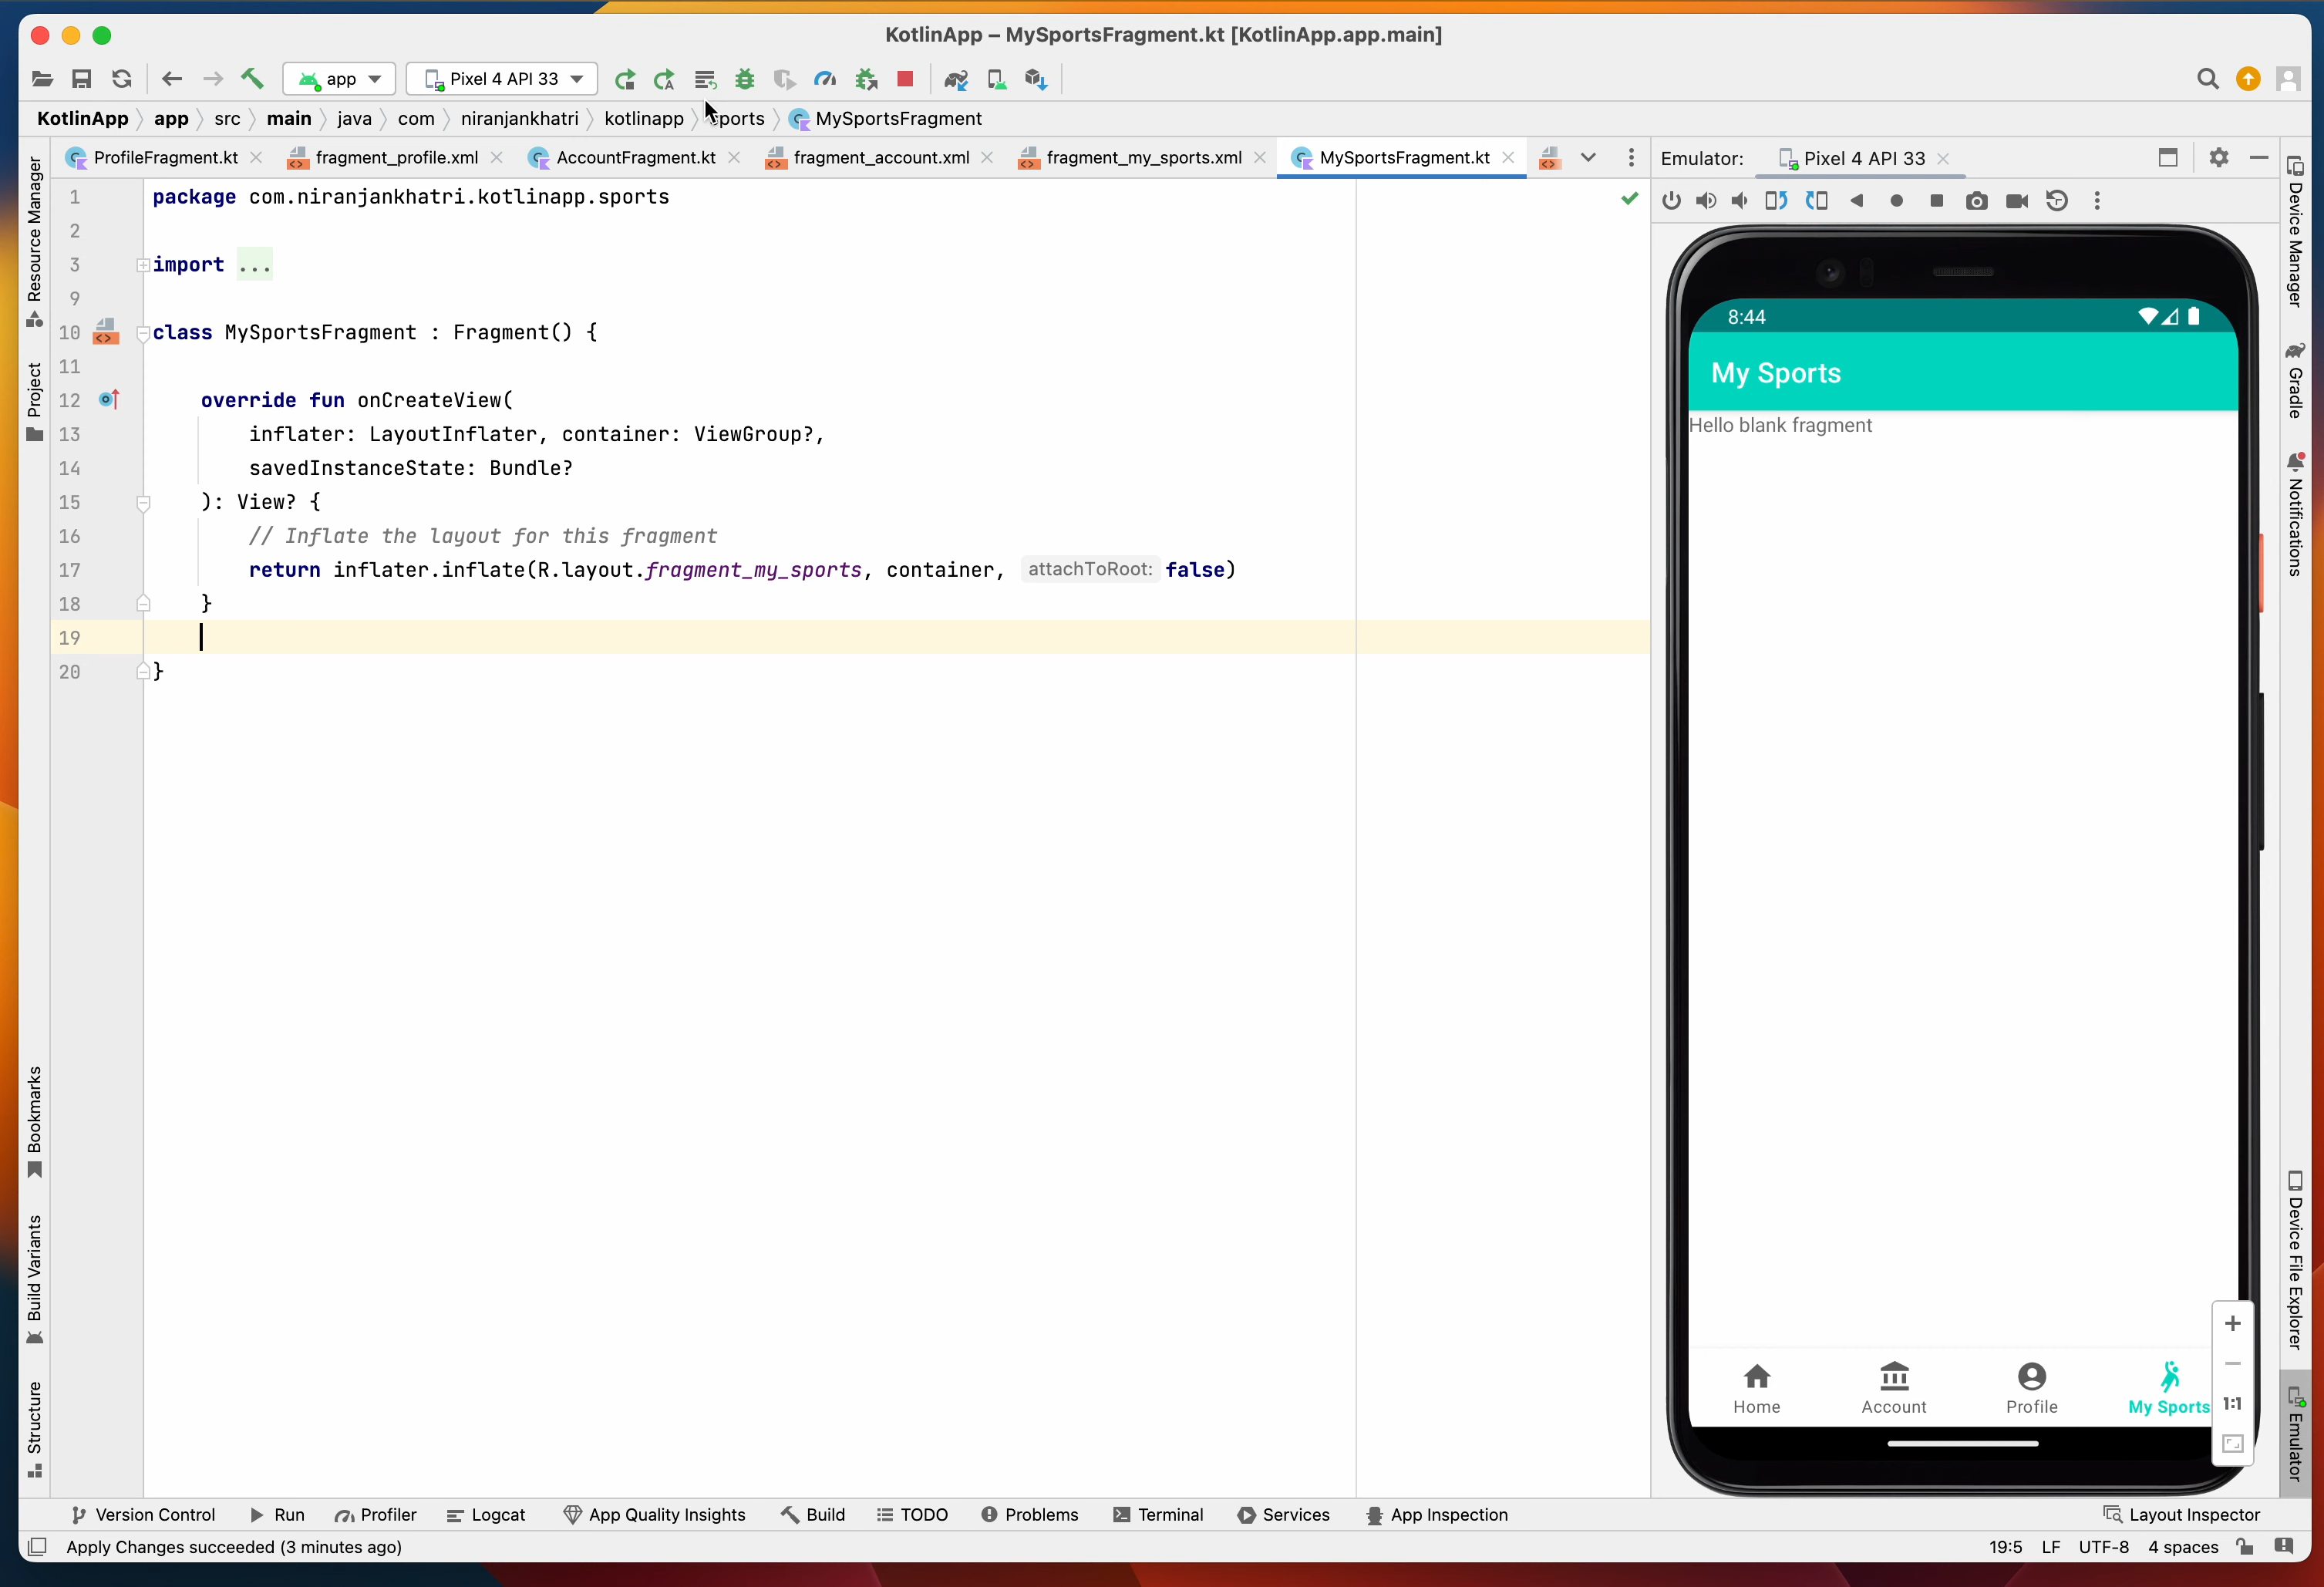 KotlinApp – MySportsFragment.kt [KotlinApp.app.main]
app
Pixel 4 API 33
KotlinApp app src main java com niranjankhatri kotlinapp sports MySportsFragment
ProfileFragment.kt fragment_profile.xml AccountFragment.kt fragment_account.xml fragment_my_sports.xml MySportsFragment.kt
Emulator: Pixel 4 API 33
1 package com.niranjankhatri.kotlinapp.sports
2
3 import ...
9
10 class MySportsFragment : Fragment() {
11
12 override fun onCreateView(
13 inflater: LayoutInflater, container: ViewGroup?,
14 savedInstanceState: Bundle?
15 ): View? {
16 // Inflate the layout for this fragment
17 return inflater.inflate(R.layout.fragment_my_sports, container, attachToRoot: false)
18 }
19
20 }
Resource Manager
Project
Bookmarks
Build Variants
Structure
8:44
My Sports
Hello blank fragment
Home
Account
Profile
My Sports
1:1
Device Manager
Gradle
Notifications
Device File Explorer
Emulator
Version Control Run Profiler Logcat App Quality Insights Build TODO Problems Terminal Services App Inspection Layout Inspector
Apply Changes succeeded (3 minutes ago)
19:5 LF UTF-8 4 spaces